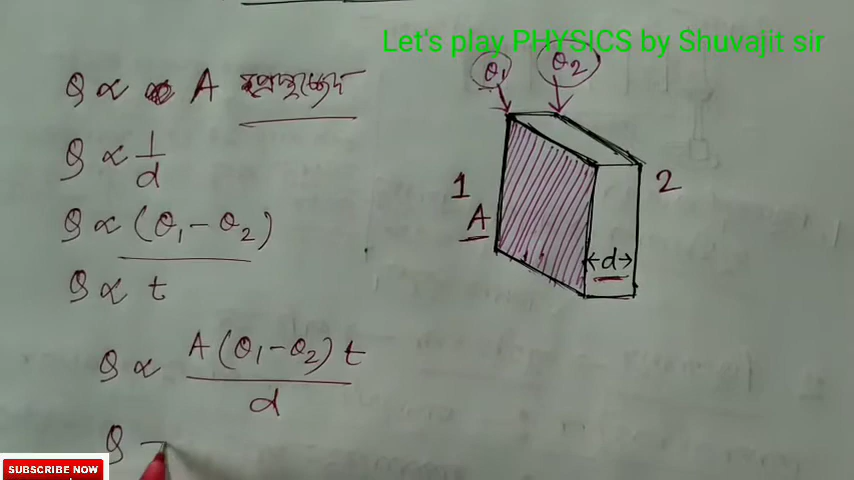 Let's play PHYSICS by Shuvajit sir
Q ∝ A
Q ∝ 1/d
Q ∝ (θ₁ - θ₂)
Q ∝ t
Q ∝ A(θ₁ - θ₂) t / d
Q =
θ₁ θ₂
1
A
2
d
SUBSCRIBE NOW